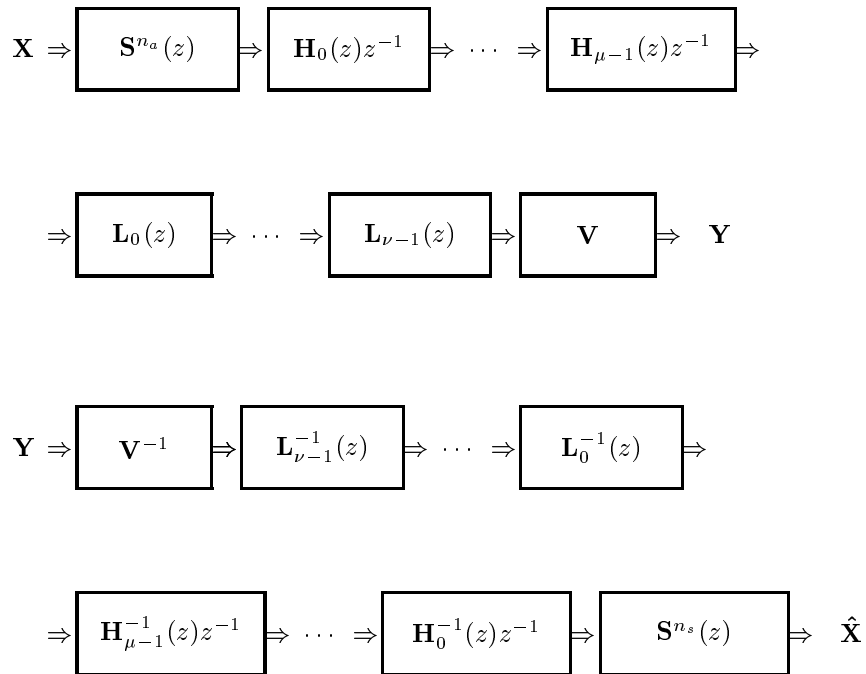 X ⇒ S^{n_a}(z) ⇒ H_0(z)z^{-1} ⇒ ⋯ ⇒ H_{μ-1}(z)z^{-1} ⇒
⇒ L_0(z) ⇒ ⋯ ⇒ L_{ν-1}(z) ⇒ V ⇒ Y
Y ⇒ V^{-1} ⇒ L_{ν-1}^{-1}(z) ⇒ ⋯ ⇒ L_0^{-1}(z) ⇒
⇒ H_{μ-1}^{-1}(z)z^{-1} ⇒ ⋯ ⇒ H_0^{-1}(z)z^{-1} ⇒ S^{n_s}(z) ⇒ X̂